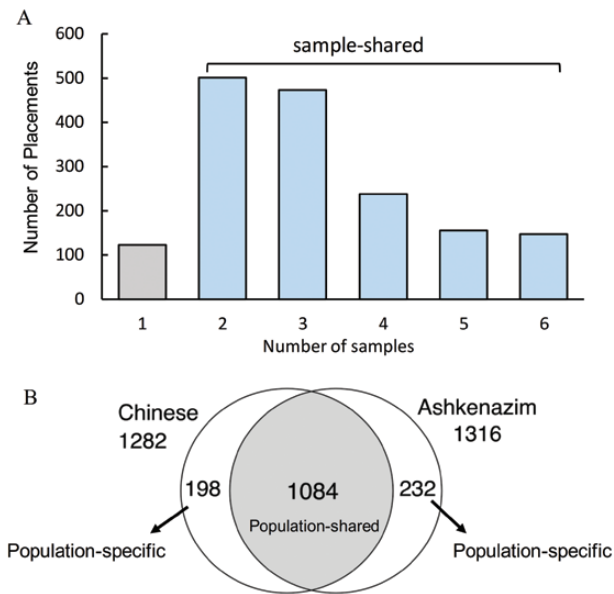 A
600
500
400
300
200
100
0
Number of Placements
sample-shared
1 2 3 4 5 6
Number of samples
B
Chinese
1282
Ashkenazim
1316
198
1084
232
Population-shared
Population-specific
Population-specific